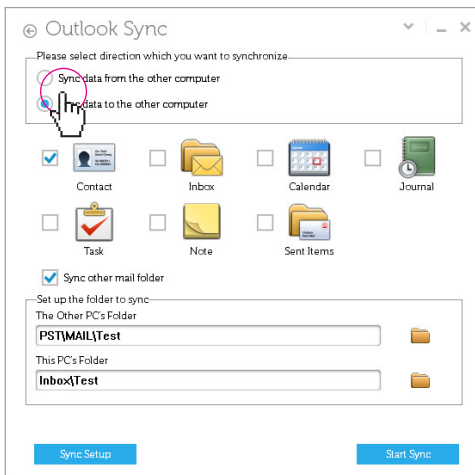 Outlook Sync
Please select direction which you want to synchronize
Sync data from the other computer
data to the other computer
Contact
Inbox
Calendar
Journal
Task
Note
Sent Items
Sync other mail folder
Set up the folder to sync
The Other PC's Folder
PST\MAIL\Test
This PC's Folder
Inbox\Test
Sync Setup
Start Sync